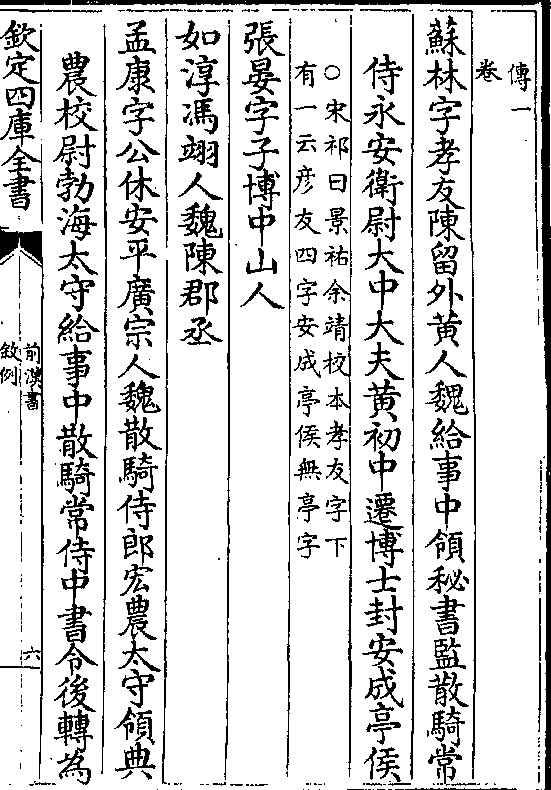 傳一
卷
蘇林字孝友陳留外黃人魏給事中領秘書監散騎常
侍永安衛尉大中大夫黃初中遷博士封安成亭侯
○宋祁曰景祐余靖校本孝友字下
有一云彦友四字安成亭侯無亭字
張晏字子博中山人
如淳馮翊人魏陳郡丞
孟康字公休安平廣宗人魏散騎侍郎宏農太守領典
農校尉勃海太守給事中散騎常侍中書令後轉為
欽定四庫全書
前漢書
敘例
六